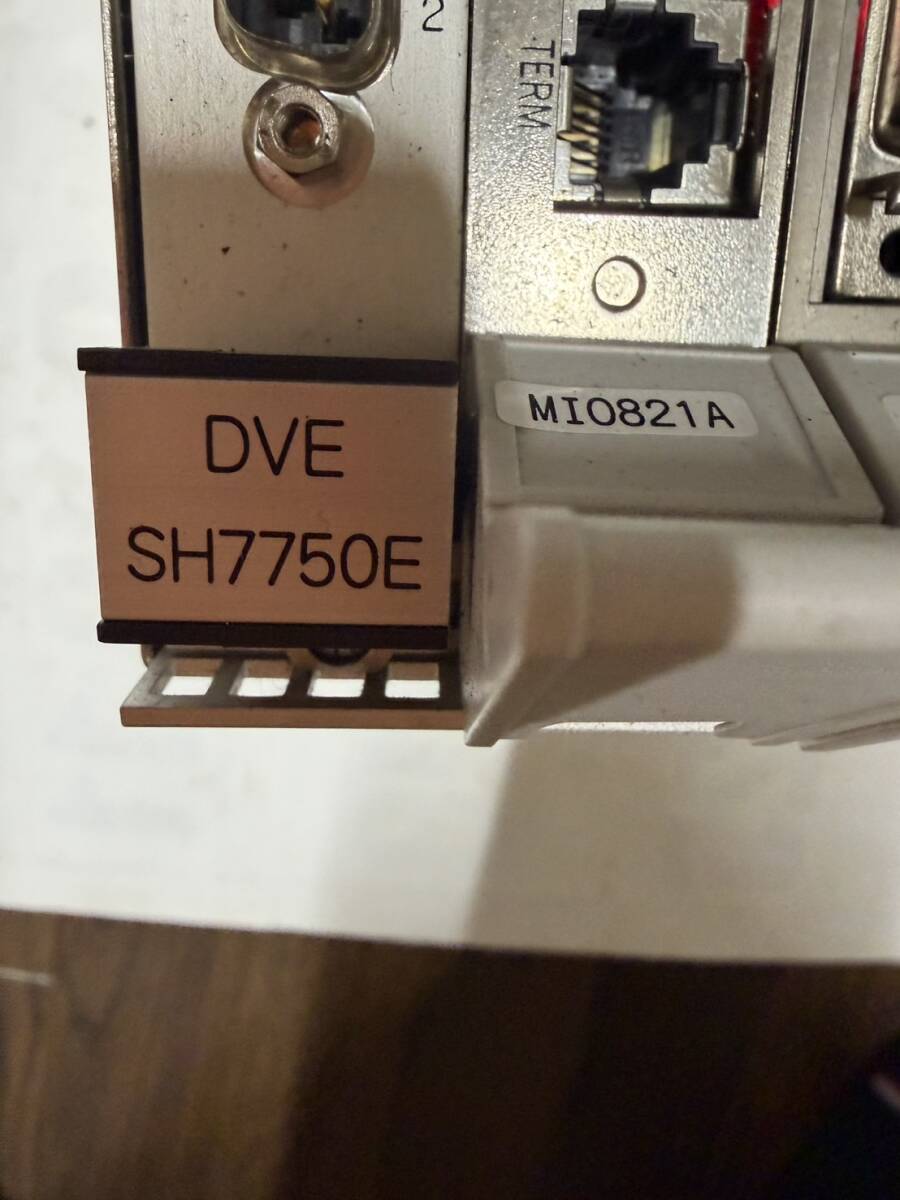 2
TERM
MIO821A
DVE
SH7750E